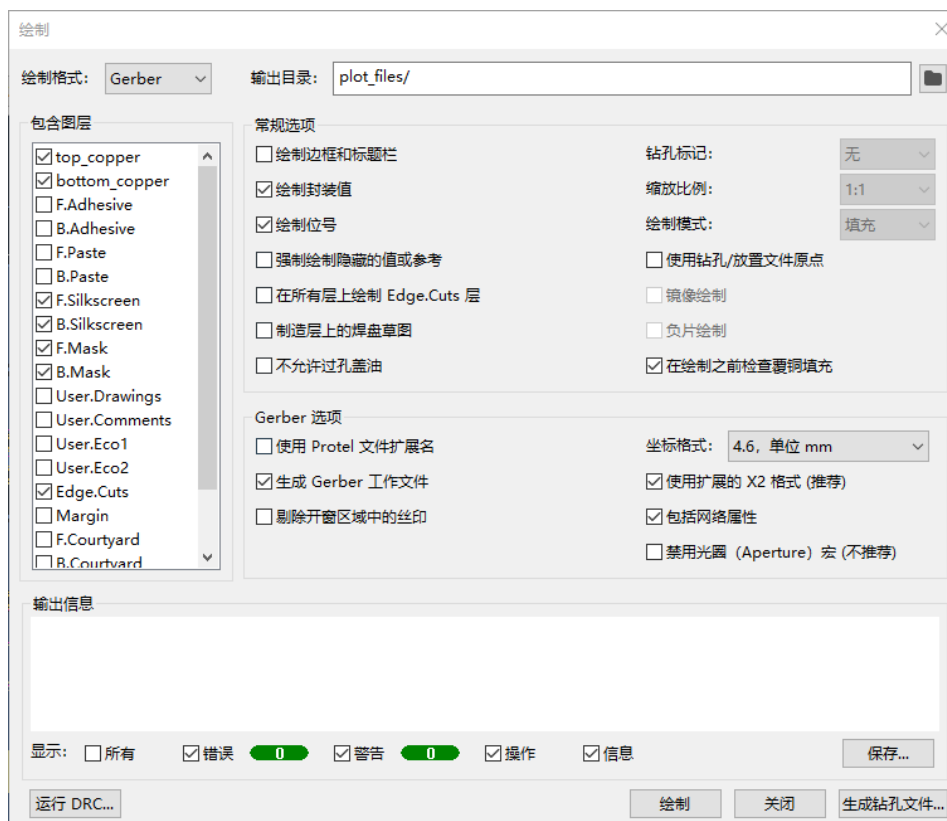 绘制
绘制格式: Gerber 输出目录: plot_files/
包含图层
top_copper
bottom_copper
F.Adhesive
B.Adhesive
F.Paste
B.Paste
F.Silkscreen
B.Silkscreen
F.Mask
B.Mask
User.Drawings
User.Comments
User.Eco1
User.Eco2
Edge.Cuts
Margin
F.Courtyard
B.Courtyard
常规选项
绘制边框和标题栏 钻孔标记: 无
绘制封装值 缩放比例: 1:1
绘制位号 绘制模式: 填充
强制绘制隐藏的值或参考 使用钻孔/放置文件原点
在所有层上绘制 Edge.Cuts 层 镜像绘制
制造层上的焊盘草图 负片绘制
不允许过孔盖油 在绘制之前检查覆铜填充
Gerber 选项
使用 Protel 文件扩展名 坐标格式: 4.6，单位 mm
生成 Gerber 工作文件 使用扩展的 X2 格式 (推荐)
剔除开窗区域中的丝印 包括网络属性
禁用光圈（Aperture）宏 (不推荐)
输出信息
显示: 所有 错误 0 警告 0 操作 信息 保存...
运行 DRC... 绘制 关闭 生成钻孔文件...